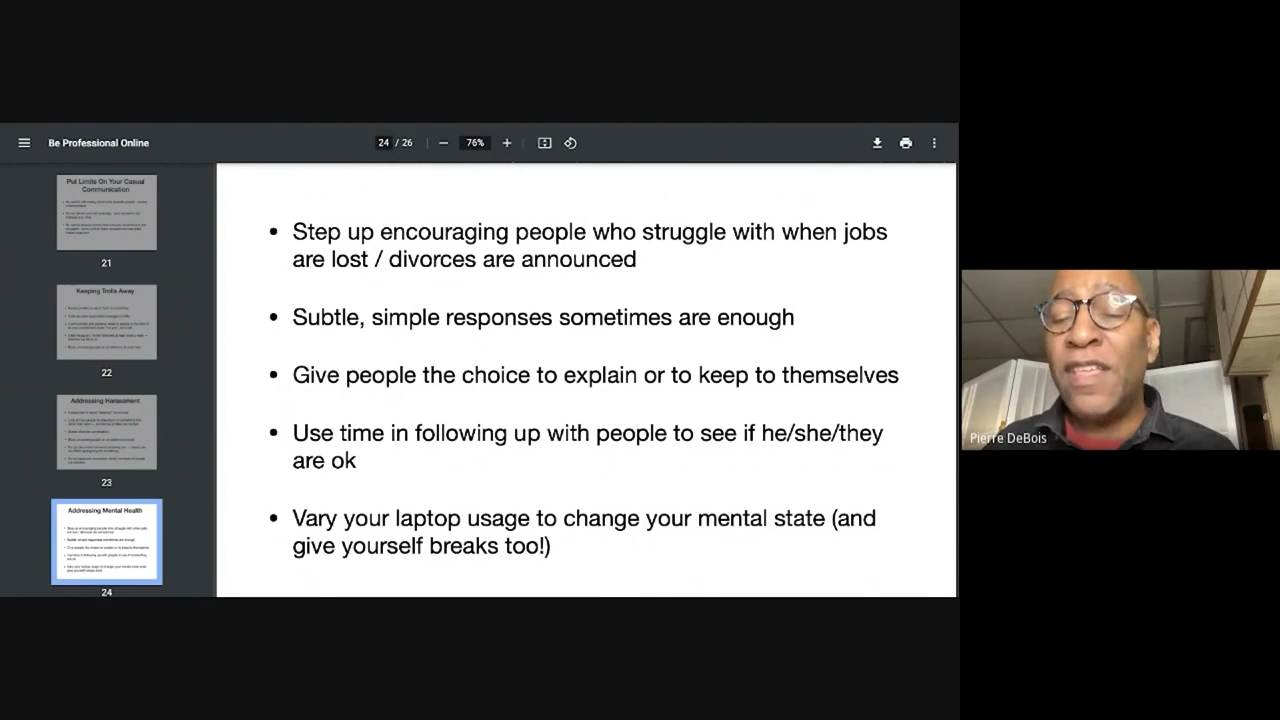 Be Professional Online
24 / 26
76%
Put Limits On Your Casual
Communication
21
Keeping Trolls Away
22
Addressing Harassment
23
Addressing Mental Health
24
• Step up encouraging people who struggle with when jobs
are lost / divorces are announced
• Subtle, simple responses sometimes are enough
• Give people the choice to explain or to keep to themselves
• Use time in following up with people to see if he/she/they
are ok
• Vary your laptop usage to change your mental state (and
give yourself breaks too!)
Pierre DeBois